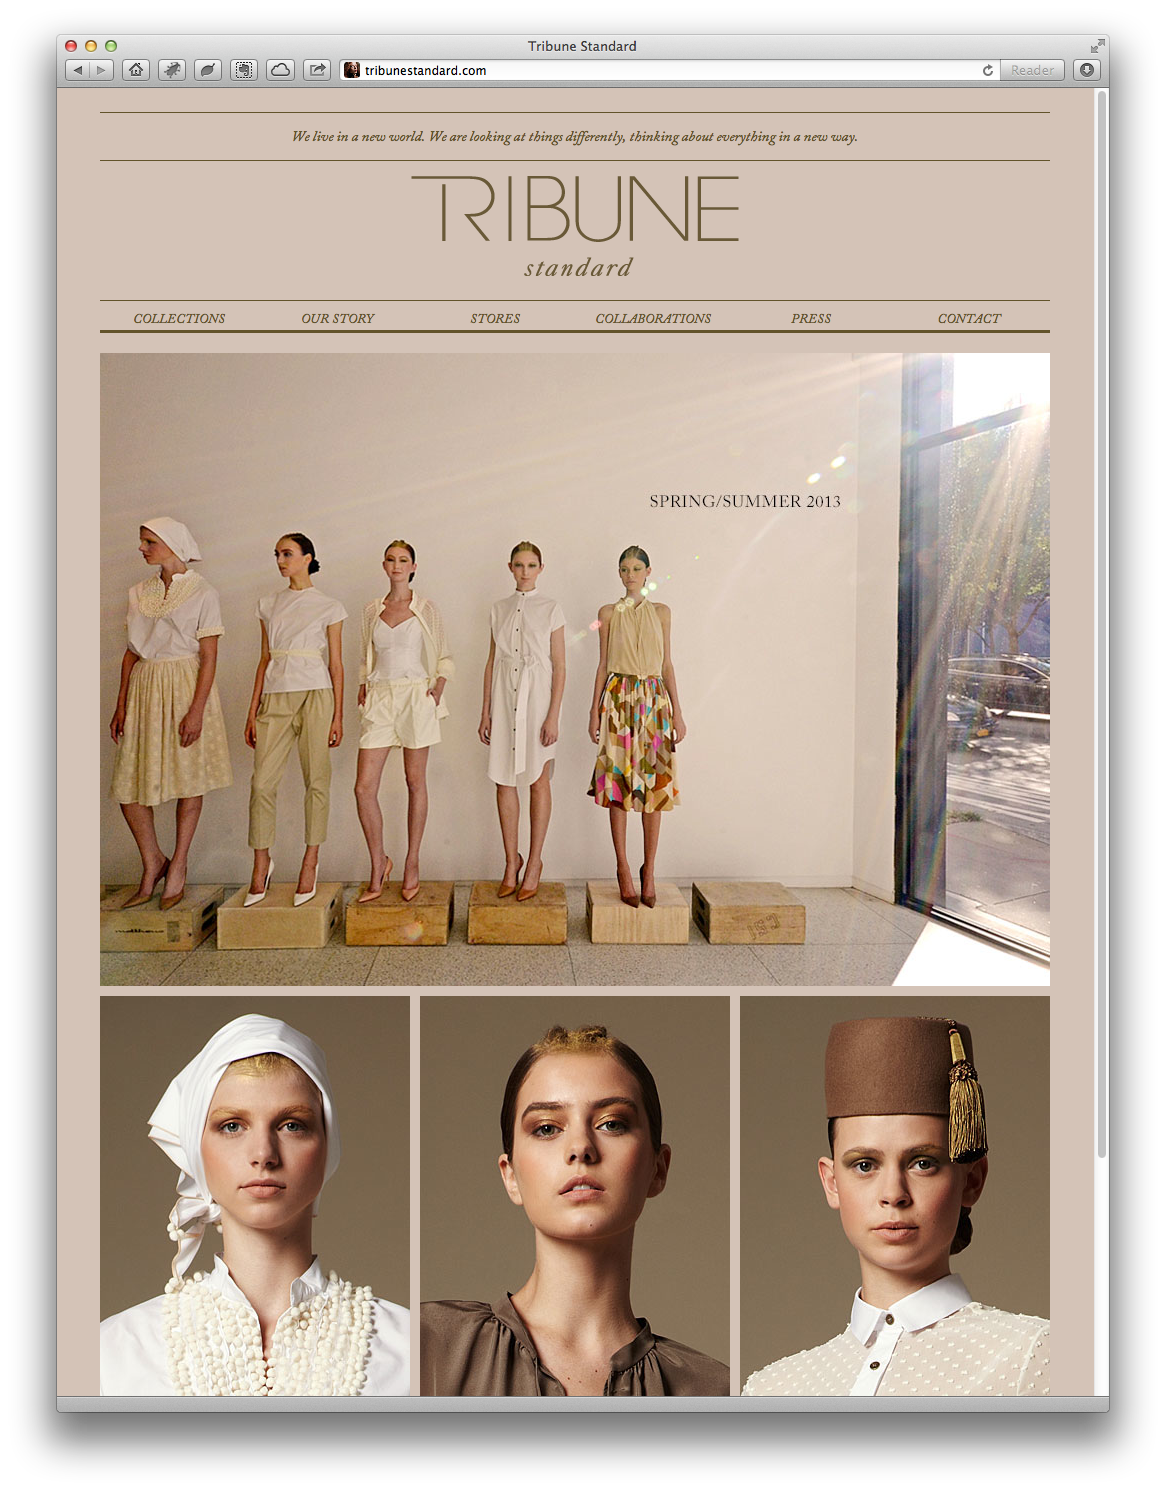 Tribune Standard
tribunestandard.com
Reader
We live in a new world. We are looking at things differently, thinking about everything in a new way.
TRIBUNE
standard
COLLECTIONS OUR STORY STORES COLLABORATIONS PRESS CONTACT
SPRING/SUMMER 2013